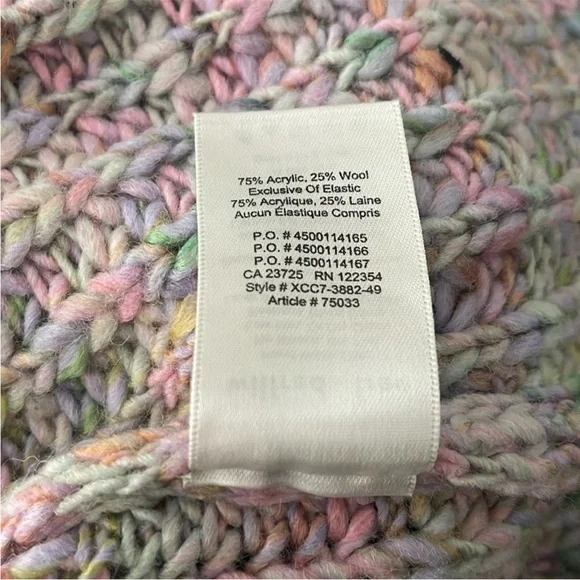 75% Acrylic, 25% Wool
Exclusive Of Elastic
75% Acrylique, 25% Laine
Aucun Élastique Compris
P.O. # 4500114165
P.O. # 4500114166
P.O. # 4500114167
CA 23725 RN 122354
Style # XCC7-3882-49
Article # 75033